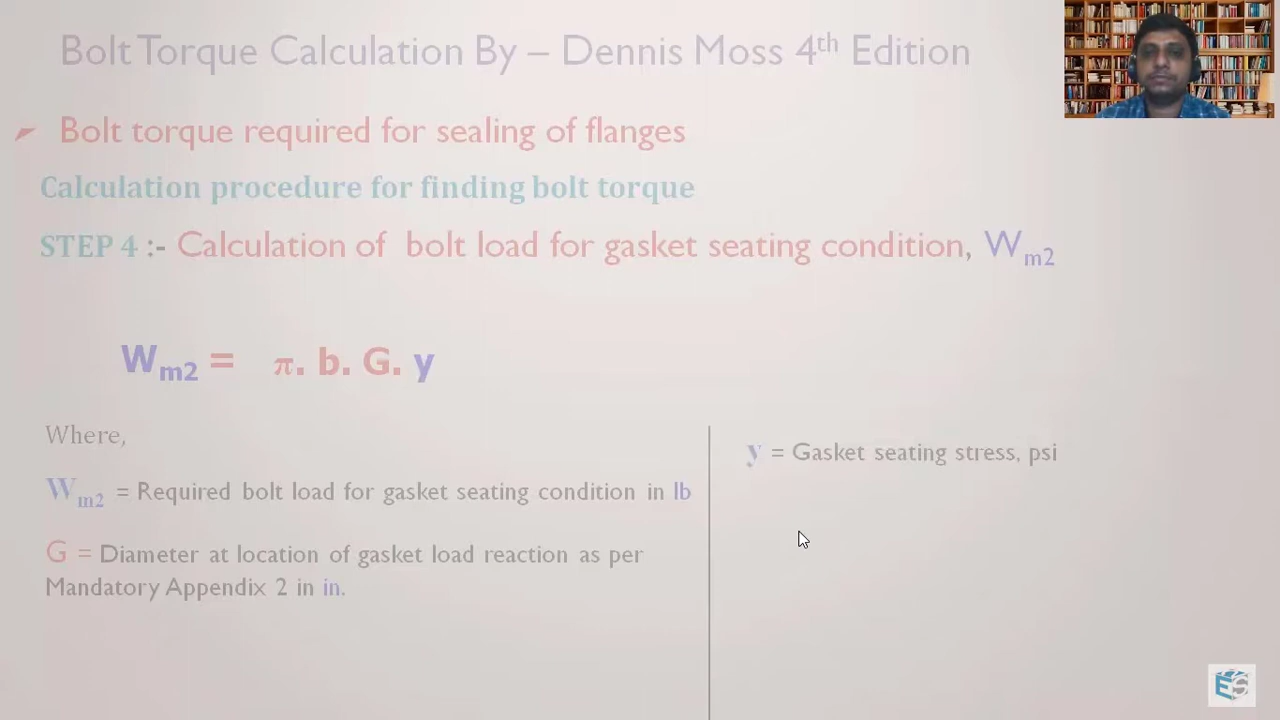 Bolt Torque Calculation By – Dennis Moss 4th Edition
Bolt torque required for sealing of flanges
Calculation procedure for finding bolt torque
STEP 4 :- Calculation of bolt load for gasket seating condition, Wm2
Wm2 = π. b. G. y
Where,
Wm2 = Required bolt load for gasket seating condition in lb
G = Diameter at location of gasket load reaction as per
Mandatory Appendix 2 in in.
y = Gasket seating stress, psi
ES